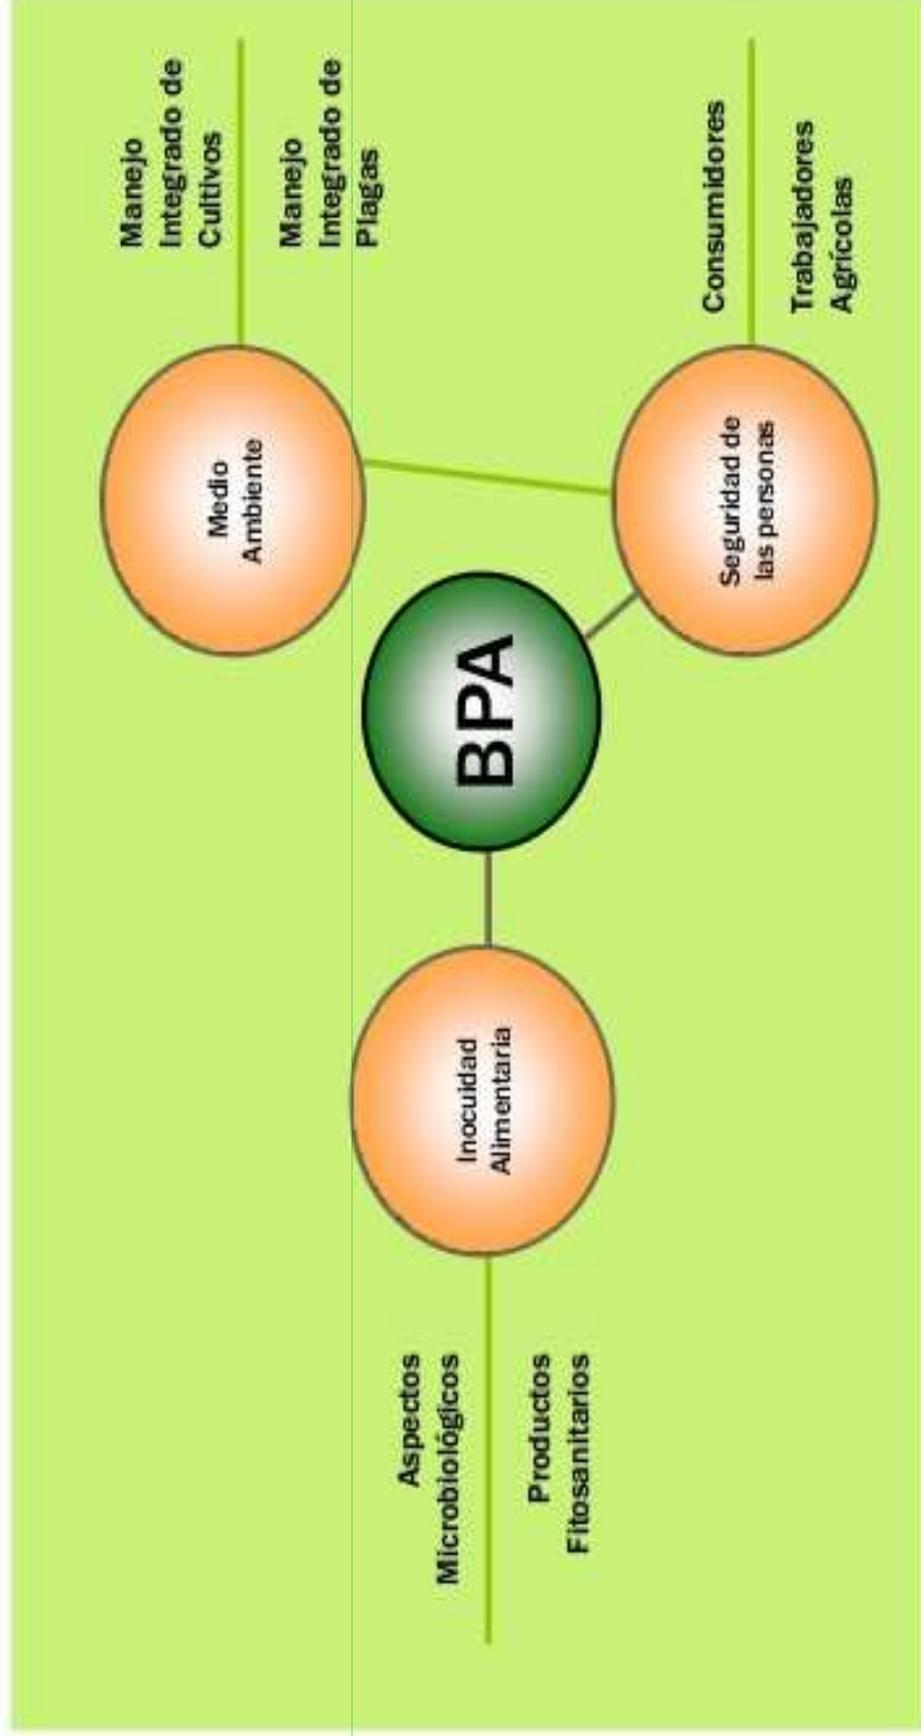 Aspectos
Microbiológicos
Productos
Fitosanitarios
Inocuidad
Alimentaria
BPA
Medio
Ambiente
Manejo
Integrado de
Cultivos
Manejo
Integrado de
Plagas
Seguridad de
las personas
Consumidores
Trabajadores
Agrícolas